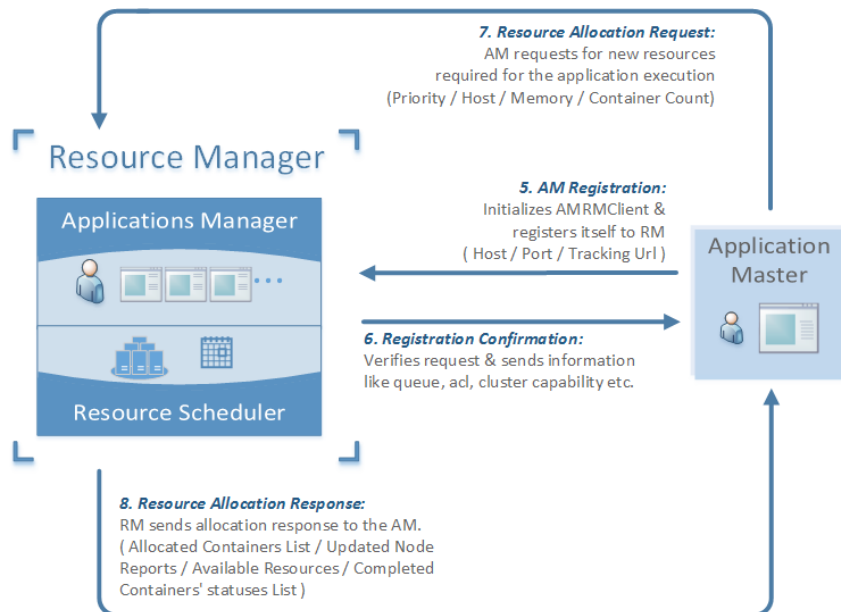 7. Resource Allocation Request:
AM requests for new resources
required for the application execution
(Priority / Host / Memory / Container Count)
Resource Manager
Applications Manager
Resource Scheduler
5. AM Registration:
Initializes AMRMClient &
registers itself to RM
( Host / Port / Tracking Url )
Application
Master
6. Registration Confirmation:
Verifies request & sends information
like queue, acl, cluster capability etc.
8. Resource Allocation Response:
RM sends allocation response to the AM.
( Allocated Containers List / Updated Node
Reports / Available Resources / Completed
Containers' statuses List )